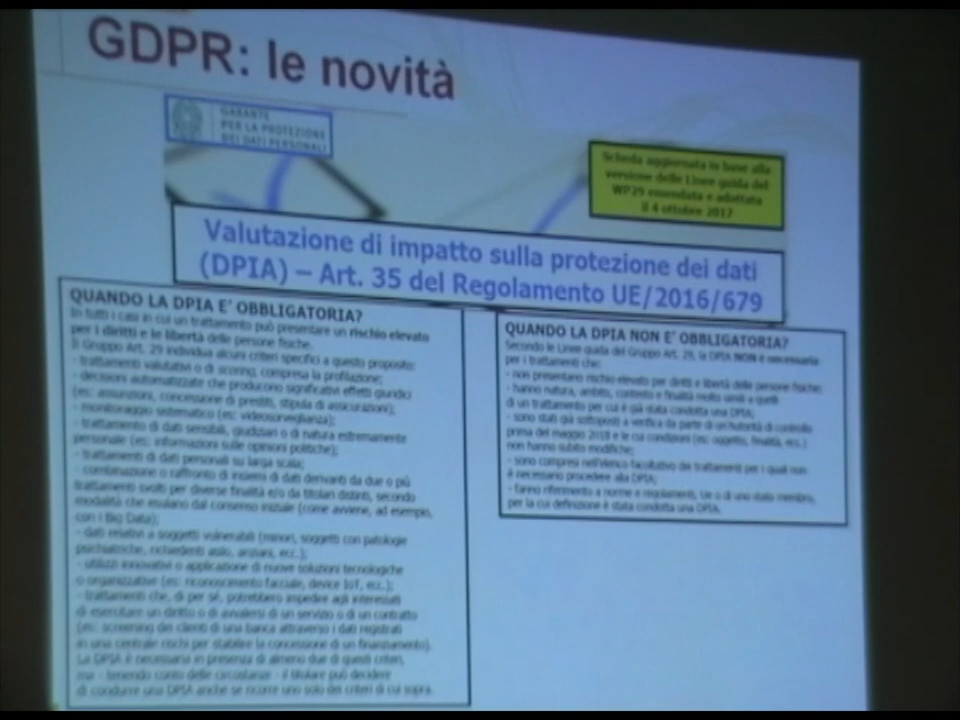 GDPR: le novità
GARANTE
PER LA PROTEZIONE
DEI DATI PERSONALI
Scheda aggiornata in base alla
versione delle Linee guida del
WP29 emendata e adottata
il 4 ottobre 2017
Valutazione di impatto sulla protezione dei dati
(DPIA) – Art. 35 del Regolamento UE/2016/679
QUANDO LA DPIA E' OBBLIGATORIA?
In tutti i casi in cui un trattamento può presentare un rischio elevato
per i diritti e le libertà delle persone fisiche.
Il Gruppo Art. 29 individua alcuni criteri specifici a questo proposito:
- trattamenti valutativi o di scoring, compresa la profilazione;
- decisioni automatizzate che producono significativi effetti giuridici
(es: assunzioni, concessione di prestiti, stipula di assicurazioni);
- monitoraggio sistematico (es: videosorveglianza);
- trattamento di dati sensibili, giudiziari o di natura estremamente
personale (es: informazioni sulle opinioni politiche);
- trattamenti di dati personali su larga scala;
- combinazione o raffronto di insiemi di dati derivanti da due o più
trattamenti svolti per diverse finalità e/o da titolari distinti, secondo
modalità che esulano dal consenso iniziale (come avviene, ad esempio,
con i Big Data);
- dati relativi a soggetti vulnerabili (minori, soggetti con patologie
psichiatriche, richiedenti asilo, anziani, ecc.);
- utilizzi innovativi o applicazione di nuove soluzioni tecnologiche
o organizzative (es: riconoscimento facciale, device IoT, ecc.);
- trattamenti che, di per sé, potrebbero impedire agli interessati
di esercitare un diritto o di avvalersi di un servizio o di un contratto
(es: screening dei clienti di una banca attraverso i dati registrati
in una centrale rischi per stabilire la concessione di un finanziamento).
La DPIA è necessaria in presenza di almeno due di questi criteri,
ma - tenendo conto delle circostanze - il titolare può decidere
di condurre una DPIA anche se ricorre uno solo dei criteri di cui sopra.
QUANDO LA DPIA NON E' OBBLIGATORIA?
Secondo le Linee guida del Gruppo Art. 29, la DPIA NON è necessaria
per i trattamenti che:
- non presentano rischio elevato per diritti e libertà delle persone fisiche;
- hanno natura, ambito, contesto e finalità molto simili a quelli
di un trattamento per cui è già stata condotta una DPIA;
- sono stati già sottoposti a verifica da parte di un'Autorità di controllo
prima del maggio 2018 e le cui condizioni (es: oggetto, finalità, ecc.)
non hanno subito modifiche;
- sono compresi nell'elenco facoltativo dei trattamenti per i quali non
è necessario procedere alla DPIA;
- fanno riferimento a norme e regolamenti, Ue o di uno stato membro,
per la cui definizione è stata condotta una DPIA.